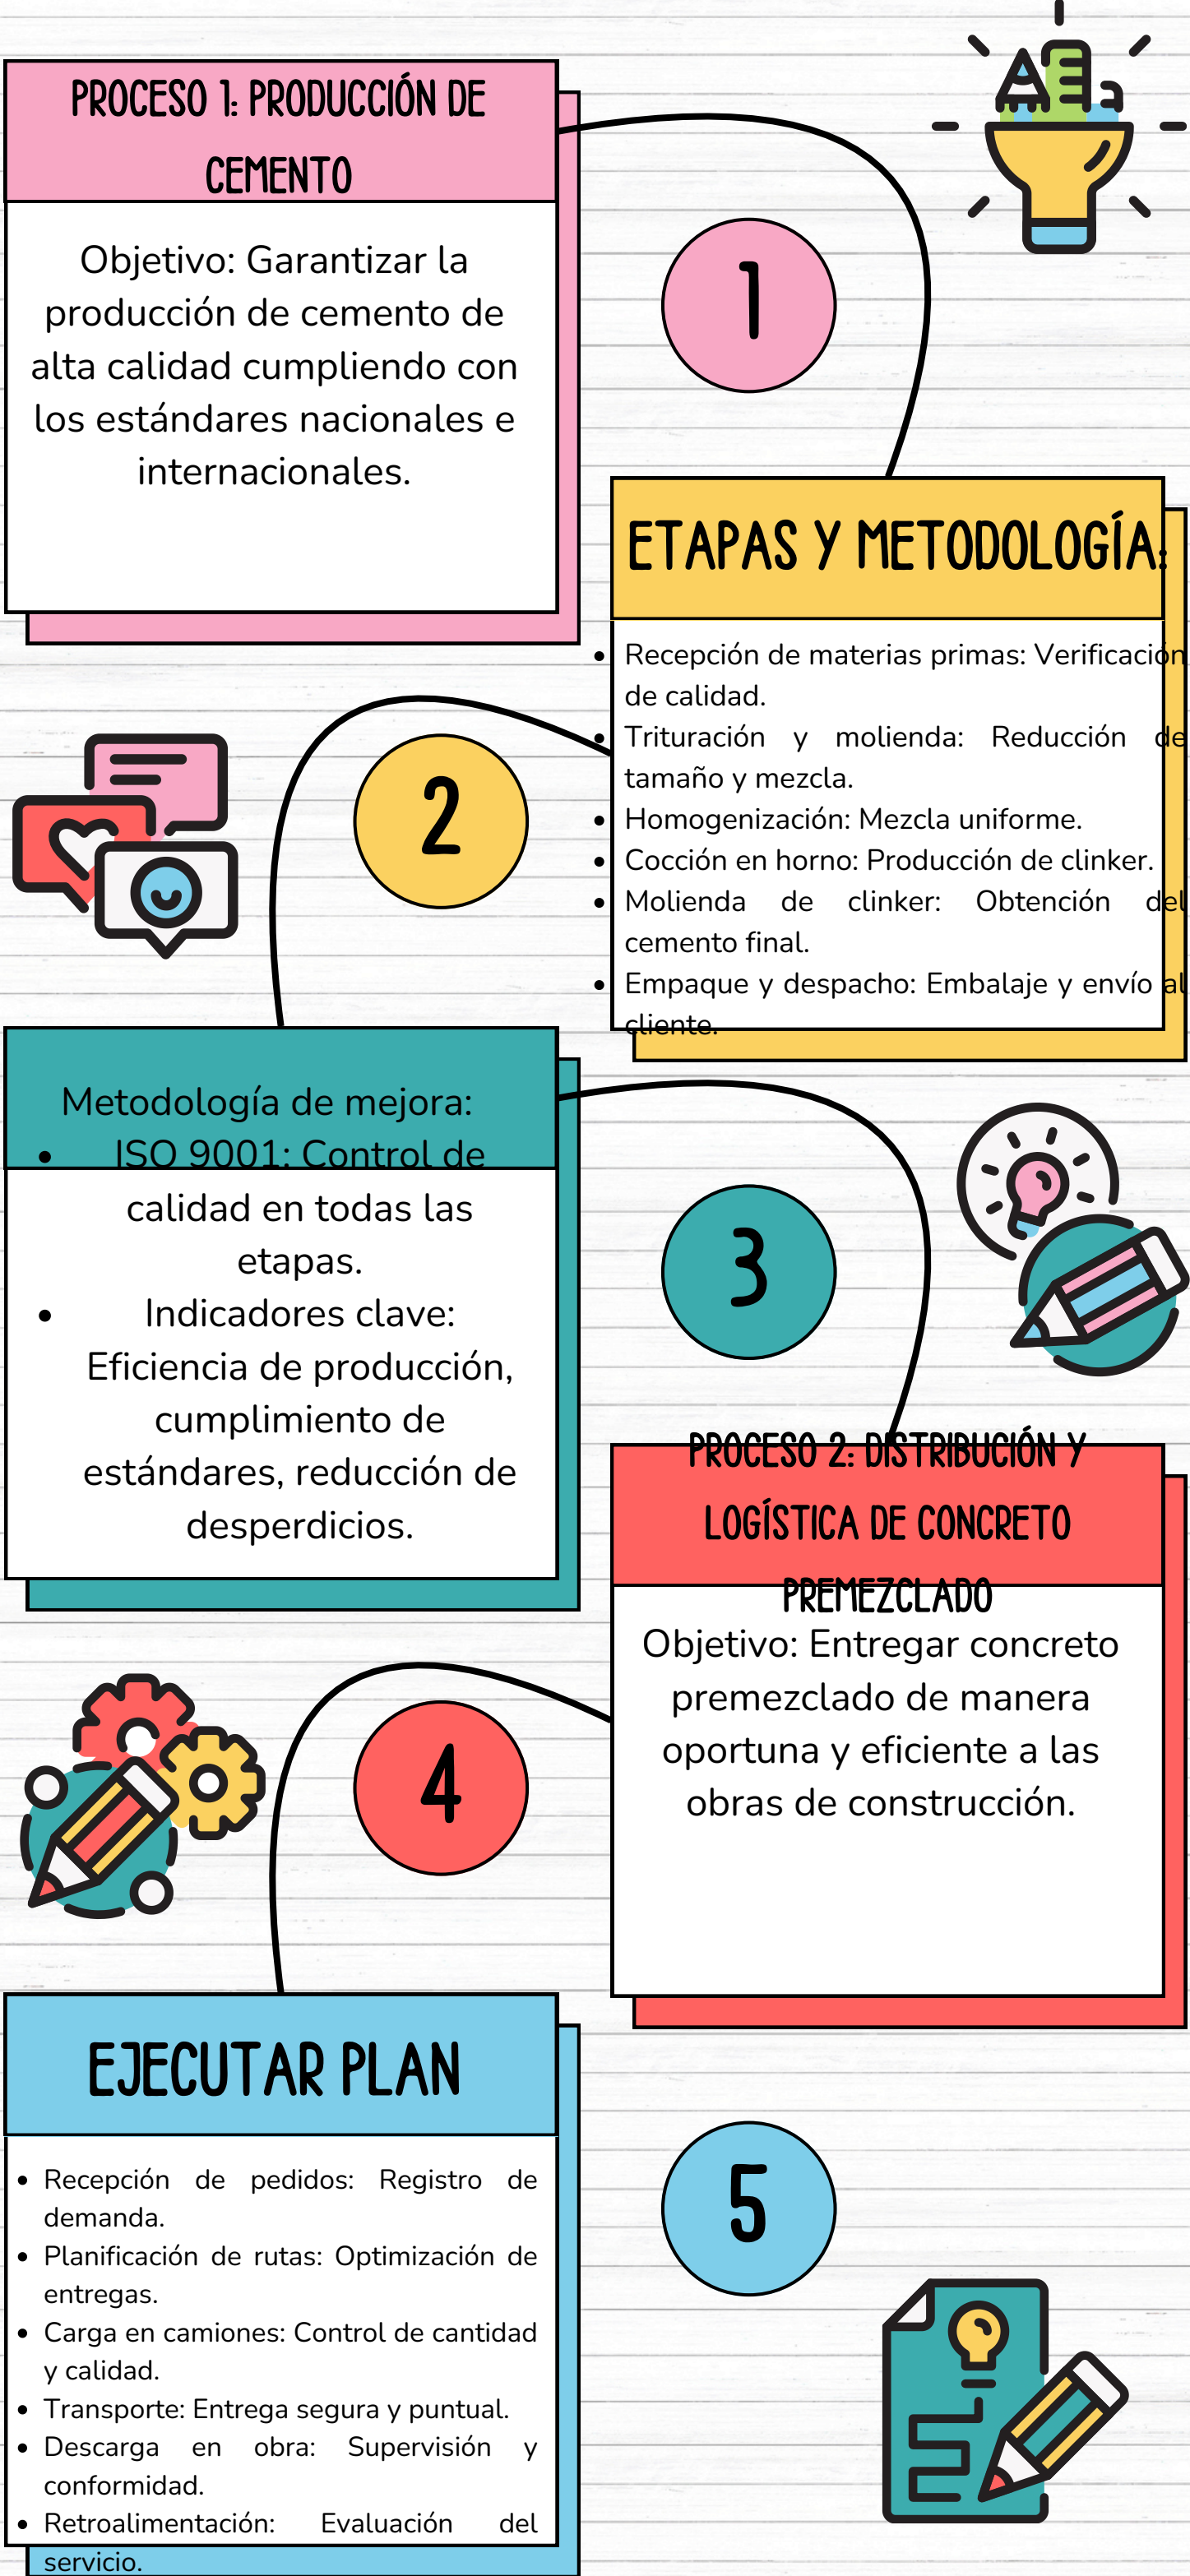 PROCESO 1: PRODUCCIÓN DE
CEMENTO
Objetivo: Garantizar la
producción de cemento de
alta calidad cumpliendo con
los estándares nacionales e
internacionales.
1
ETAPAS Y METODOLOGÍA:
• Recepción de materias primas: Verificación
de calidad.
• Trituración y molienda: Reducción de
tamaño y mezcla.
• Homogenización: Mezcla uniforme.
• Cocción en horno: Producción de clinker.
• Molienda de clinker: Obtención del
cemento final.
• Empaque y despacho: Embalaje y envío al
cliente.
2
Metodología de mejora:
• ISO 9001: Control de
calidad en todas las
etapas.
• Indicadores clave:
Eficiencia de producción,
cumplimiento de
estándares, reducción de
desperdicios.
3
PROCESO 2: DISTRIBUCIÓN Y
LOGÍSTICA DE CONCRETO
PREMEZCLADO
Objetivo: Entregar concreto
premezclado de manera
oportuna y eficiente a las
obras de construcción.
4
EJECUTAR PLAN
• Recepción de pedidos: Registro de
demanda.
• Planificación de rutas: Optimización de
entregas.
• Carga en camiones: Control de cantidad
y calidad.
• Transporte: Entrega segura y puntual.
• Descarga en obra: Supervisión y
conformidad.
• Retroalimentación: Evaluación del
servicio.
5